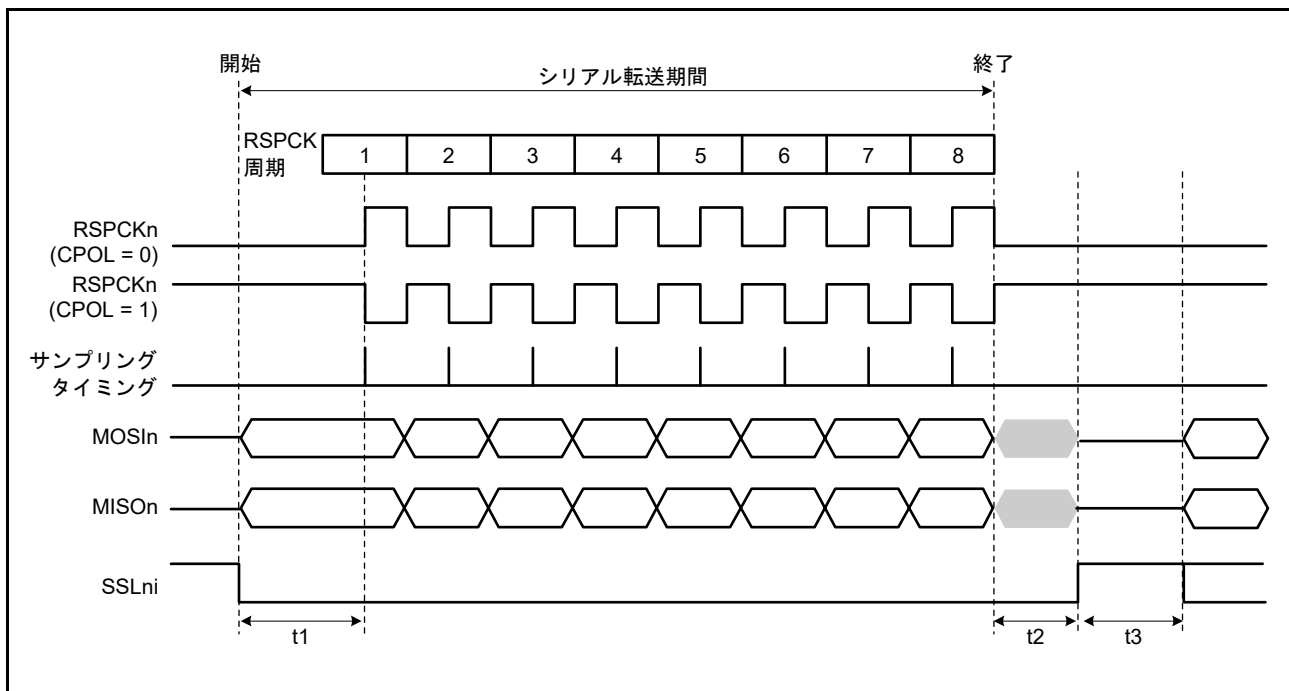 開始
シリアル転送期間
終了
RSPCK
周期
1 2 3 4 5 6 7 8
RSPCKn
(CPOL = 0)
RSPCKn
(CPOL = 1)
サンプリング
タイミング
MOSIn
MISOn
SSLni
t1
t2
t3